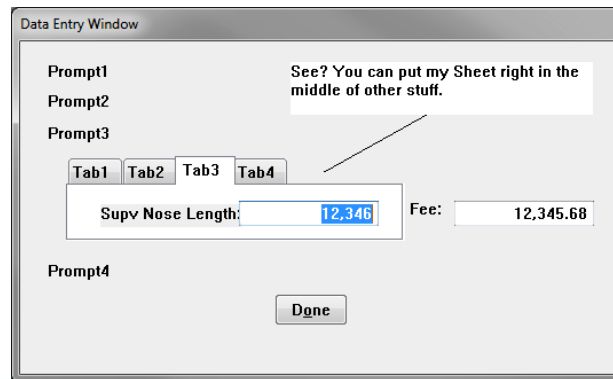 Data Entry Window
Prompt1
See? You can put my Sheet right in the
middle of other stuff.
Prompt2
Prompt3
Tab1 Tab2 Tab3 Tab4
Supv Nose Length: 12,346 Fee: 12,345.68
Prompt4
Done